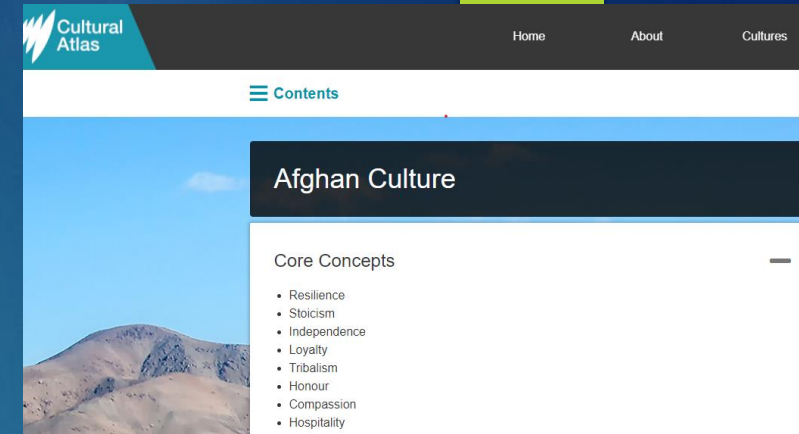 Cultural
Atlas
Home About Cultures
Contents
Afghan Culture
Core Concepts
• Resilience
• Stoicism
• Independence
• Loyalty
• Tribalism
• Honour
• Compassion
• Hospitality